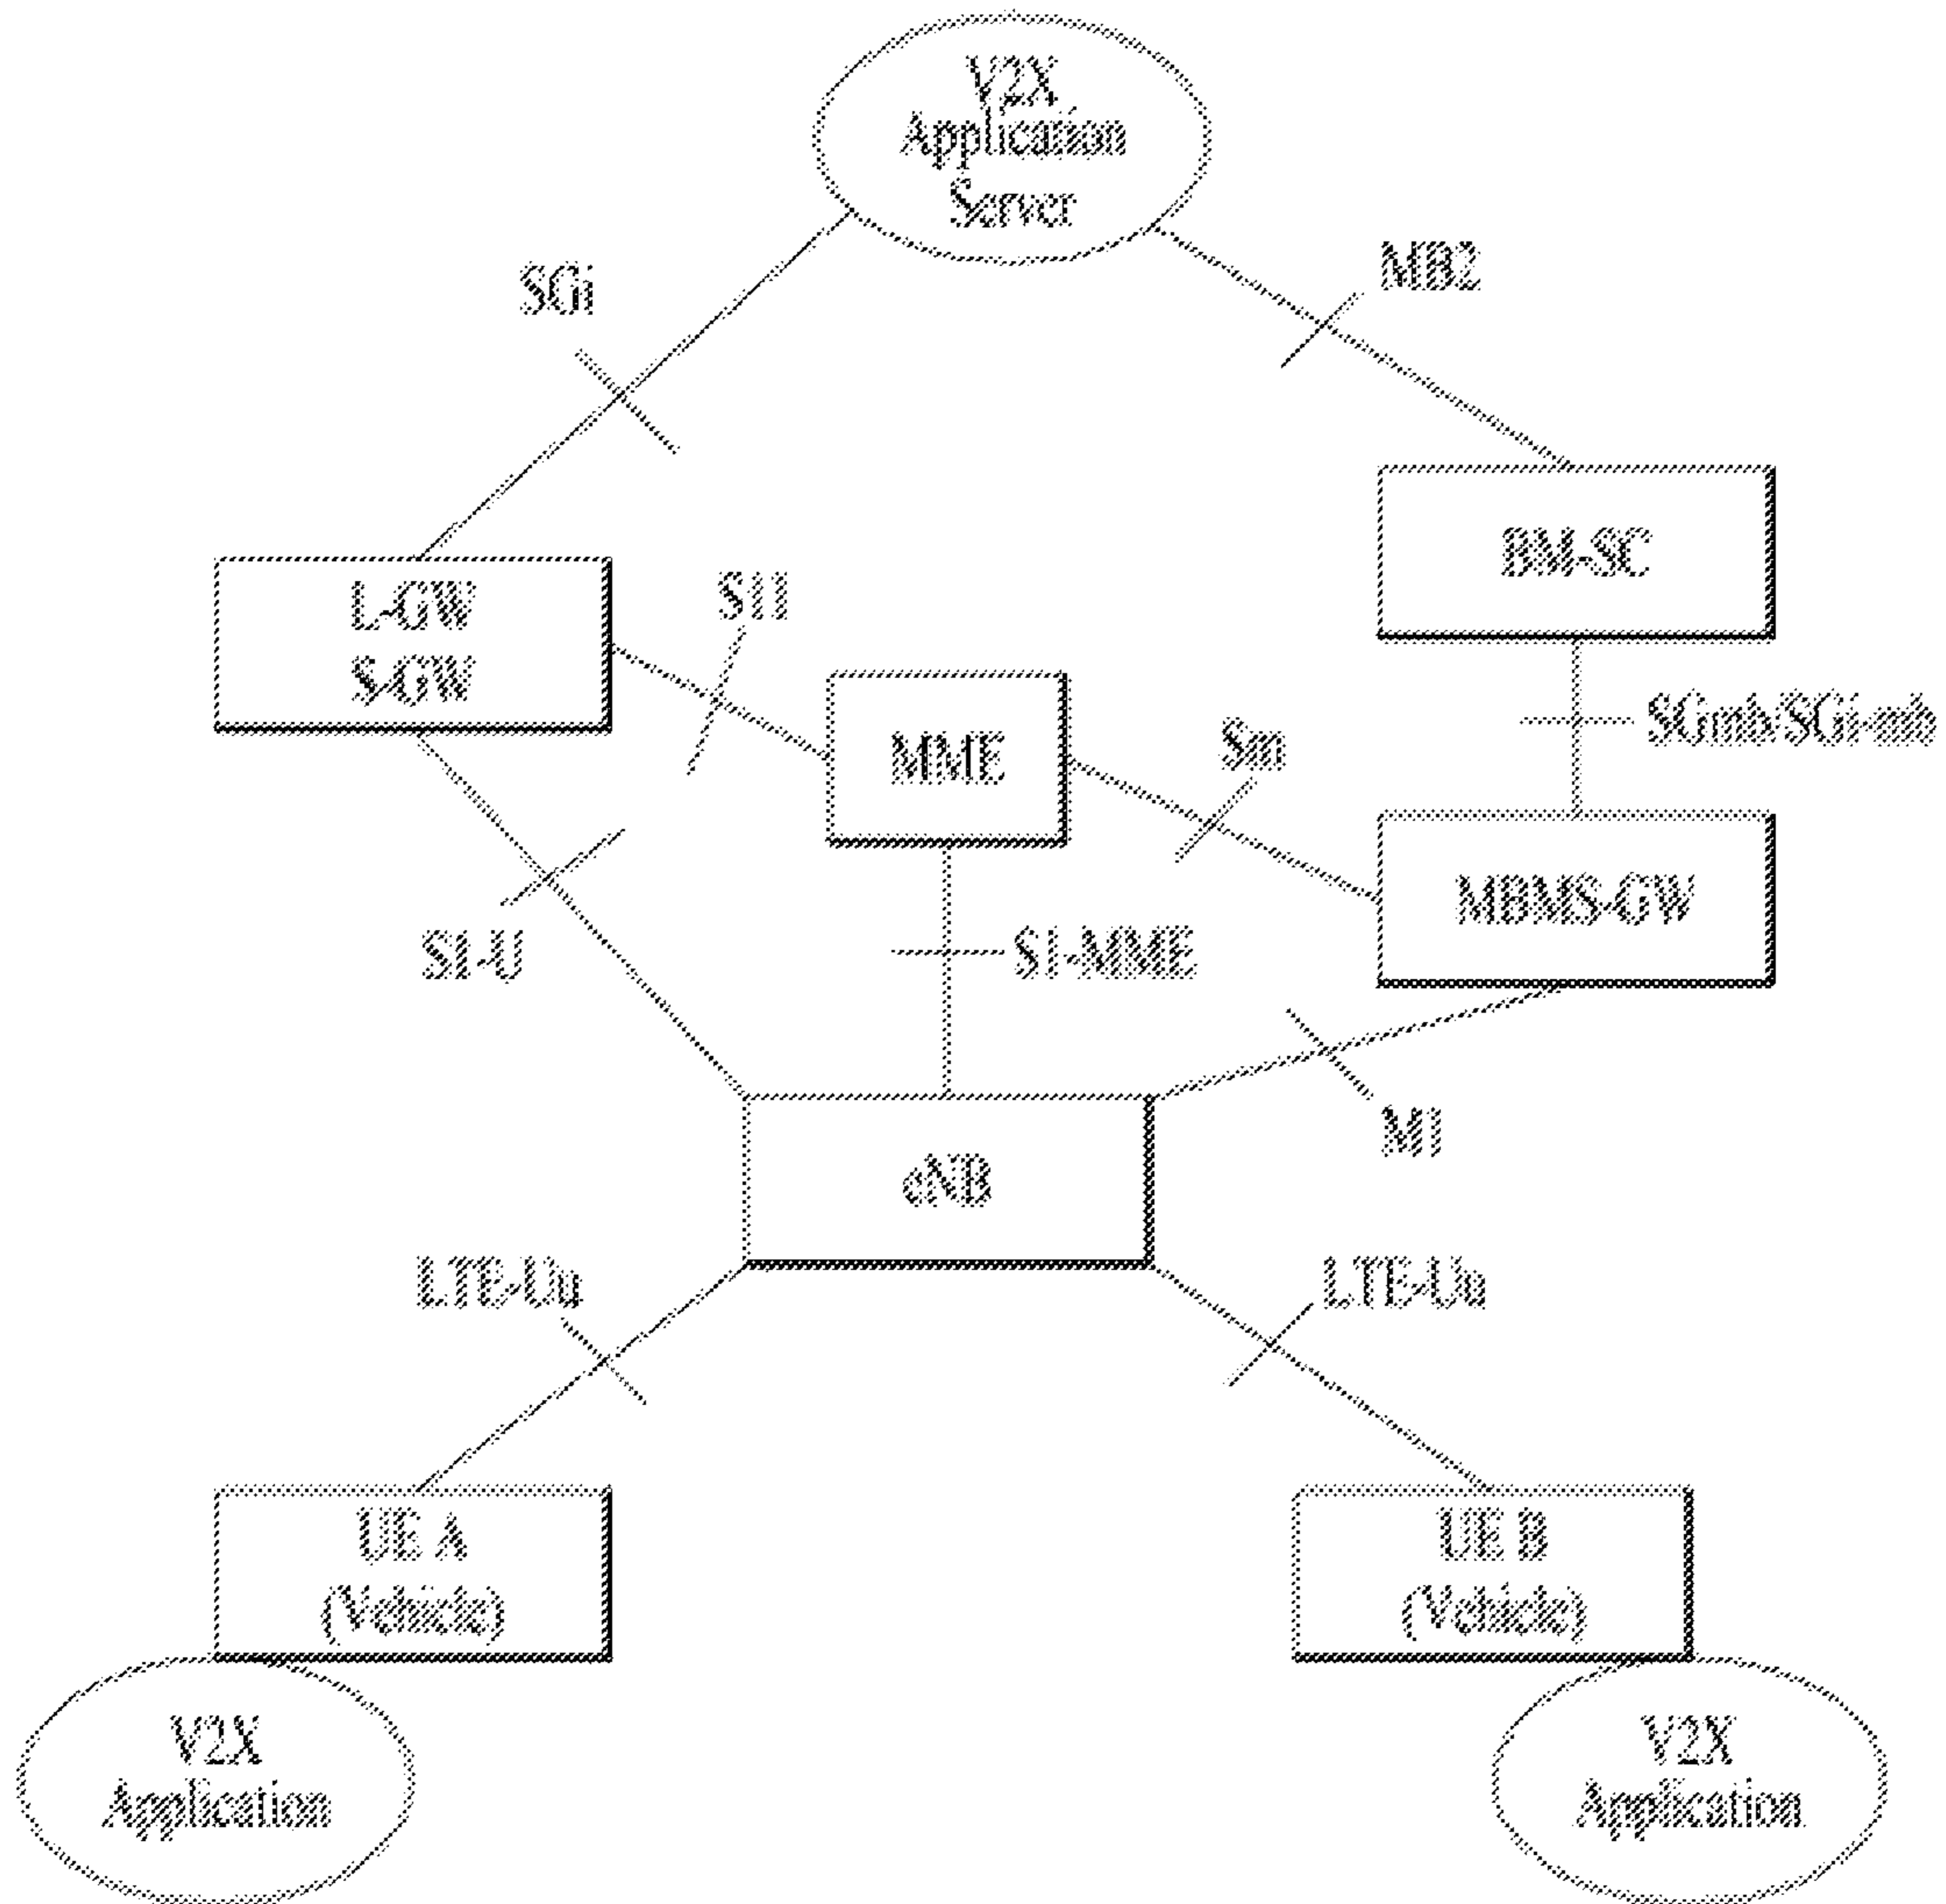 V2X
Application
Server
SGi
MB2
L-GW
S-GW
S11
BM-SC
MME
Sm
SGmb/SGi-mb
MBMS-GW
S1-U
S1-MME
M1
eNB
LTE-Uu
LTE-Uu
UE A
(Vehicle)
UE B
(Vehicle)
V2X
Application
V2X
Application